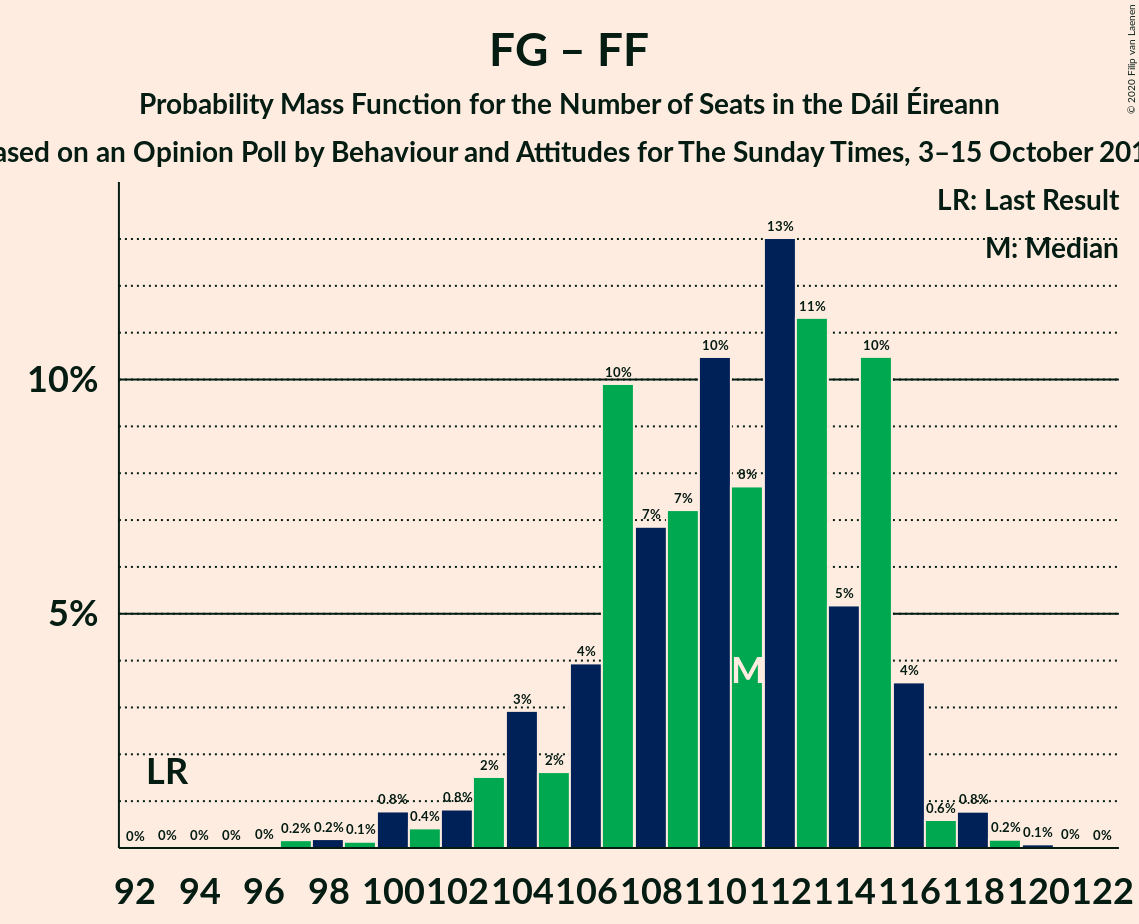 FG – FF
Probability Mass Function for the Number of Seats in the Dáil Éireann
on an Opinion Poll by Behaviour and Attitudes for The Sunday Times, 3–15 October
© 2020 Filip van Laenen
LR: Last Result
M: Median
10%
5%
LR
M
0% 0% 0% 0% 0% 0.2% 0.2% 0.1% 0.8% 0.4% 0.8% 2% 3% 2% 4% 10% 7% 7% 10% 8% 13% 11% 5% 10% 4% 0.6% 0.8% 0.2% 0.1% 0% 0%
92 94 96 98 100 102 104 106 108 110 112 114 116 118 120 122